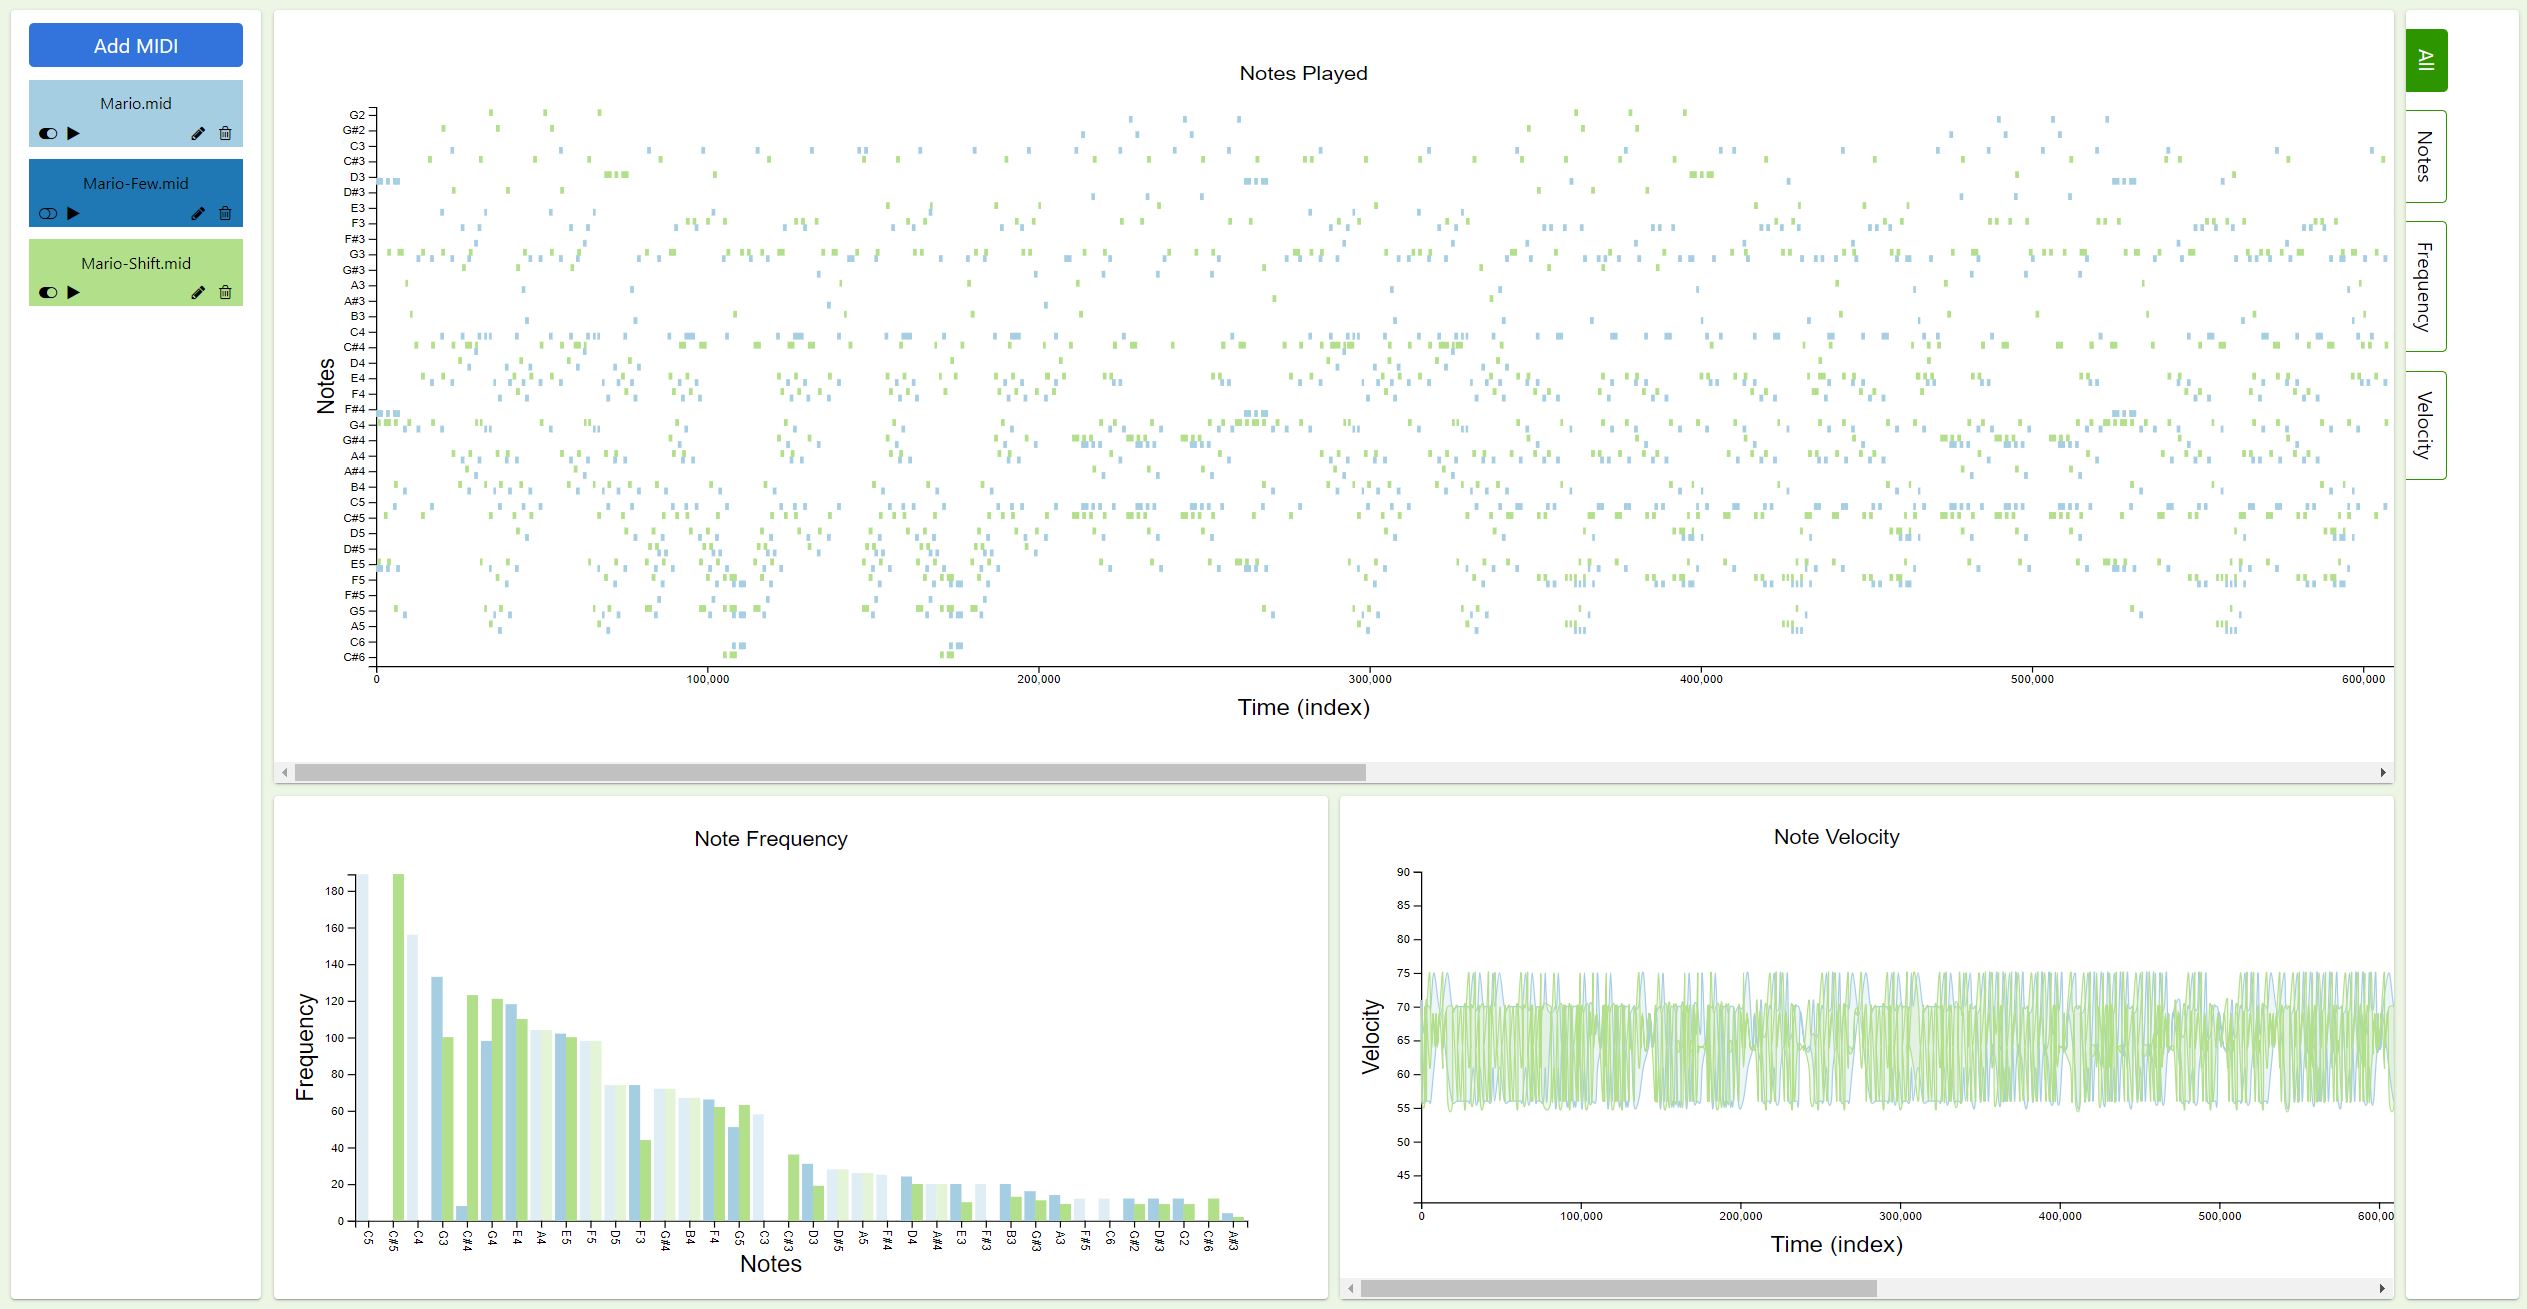 Add MIDI
Mario.mid
Mario-Few.mid
Mario-Shift.mid
Notes Played
Notes
G2
G#2
C3
C#3
D3
D#3
E3
F3
F#3
G3
G#3
A3
A#3
B3
C4
C#4
D4
E4
F4
F#4
G4
G#4
A4
A#4
B4
C5
C#5
D5
D#5
E5
F5
F#5
G5
A5
C6
C#6
0 100,000 200,000 300,000 400,000 500,000 600,000
Time (index)
Note Frequency
Frequency
180
160
140
120
100
80
60
40
20
0
C5 C#5 C4 G3 C#4 G4 E4 A4 E5 F5 D5 F3 G#4 B4 F4 G5 C3 C#3 D3 D#5 A5 F#4 D4 A#4 E3 F#3 B3 G#3 A3 F#5 C6 G#2 D#3 G2 C#6 A#3
Notes
Note Velocity
Velocity
90
85
80
75
70
65
60
55
50
45
0 100,000 200,000 300,000 400,000 500,000 600,00
Time (index)
All
Notes
Frequency
Velocity